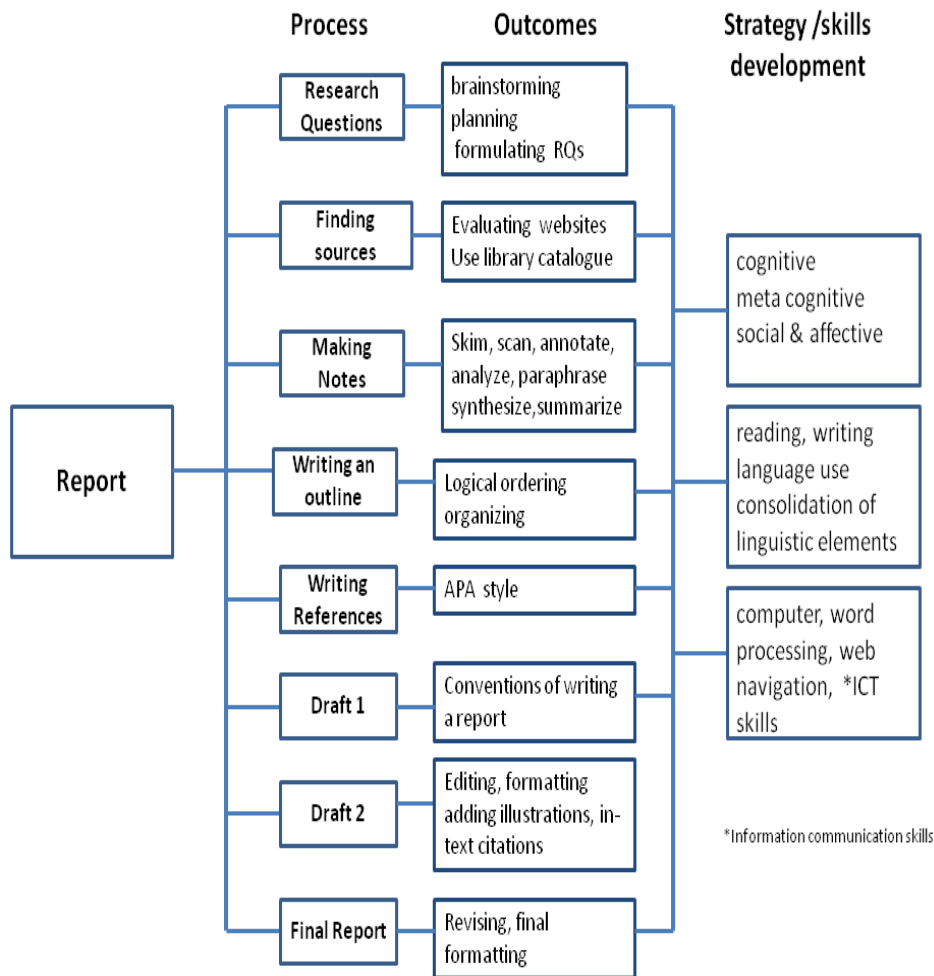 Process
Outcomes
Strategy /skills
development
Research
Questions
brainstorming
planning
formulating RQs
Finding
sources
Evaluating websites
Use library catalogue
Making
Notes
Skim, scan, annotate,
analyze, paraphrase
synthesize,summarize
Report
Writing an
outline
Logical ordering
organizing
Writing
References
APA style
Draft 1
Conventions of writing
a report
Draft 2
Editing, formatting
adding illustrations, in-
text citations
Final Report
Revising, final
formatting
cognitive
meta cognitive
social & affective
reading, writing
language use
consolidation of
linguistic elements
computer, word
processing, web
navigation, *ICT
skills
*Information communication skills